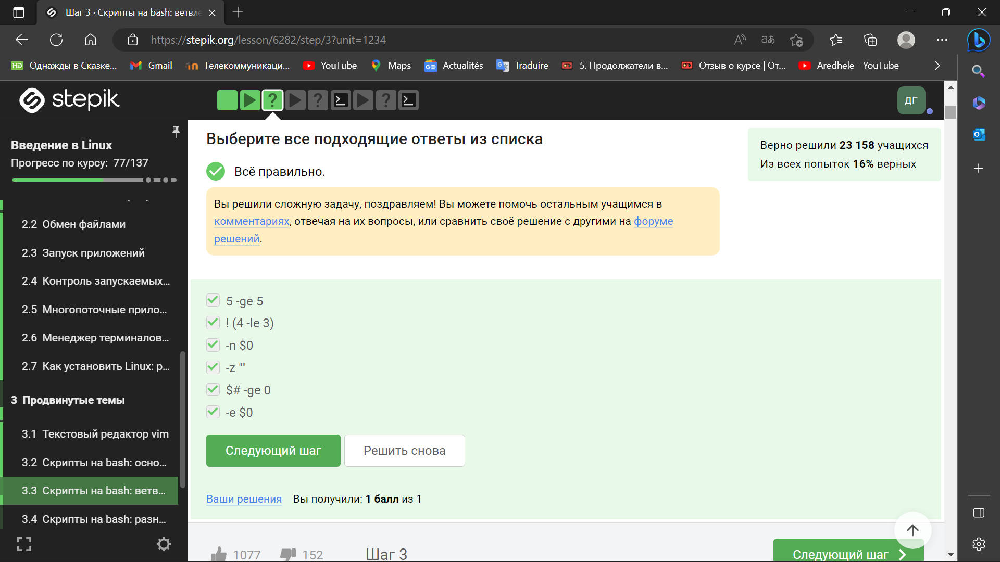 Шаг 3 · Скрипты на bash: ветвле
https://stepik.org/lesson/6282/step/3?unit=1234
HD Однажды в Сказке...
Gmail
Телекоммуникаци...
YouTube
Maps
Actualités
Traduire
5. Продолжатели в...
Отзыв о курсе | От...
Aredhele - YouTube
stepik
ДГ
Введение в Linux
Прогресс по курсу: 77/137
2.2 Обмен файлами
2.3 Запуск приложений
2.4 Контроль запускаемых...
2.5 Многопоточные прило...
2.6 Менеджер терминалов...
2.7 Как установить Linux: р...
3 Продвинутые темы
3.1 Текстовый редактор vim
3.2 Скрипты на bash: осно...
3.3 Скрипты на bash: ветв...
3.4 Скрипты на bash: разн...
Выберите все подходящие ответы из списка
Верно решили 23 158 учащихся
Из всех попыток 16% верных
Всё правильно.
Вы решили сложную задачу, поздравляем! Вы можете помочь остальным учащимся в
комментариях, отвечая на их вопросы, или сравнить своё решение с другими на форуме
решений.
5 -ge 5
! (4 -le 3)
-n $0
-z ""
$# -ge 0
-e $0
Следующий шаг
Решить снова
Ваши решения Вы получили: 1 балл из 1
1077
152
Шаг 3
Следующий шаг